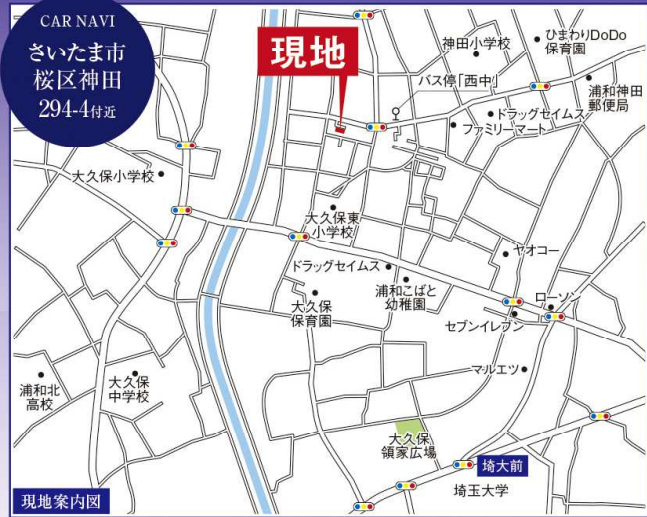 CAR NAVI
さいたま市
桜区神田
294-4付近
現地
神田小学校
ひまわりDoDo
保育園
バス停「西中」
浦和神田
郵便局
ドラッグセイムス
ファミリーマート
大久保小学校
大久保東
小学校
ヤオコー
ドラッグセイムス
浦和こばと
幼稚園
大久保
保育園
ローソン
セブンイレブン
マルエツ
浦和北
高校
大久保
中学校
大久保
領家広場
埼大前
埼玉大学
現地案内図